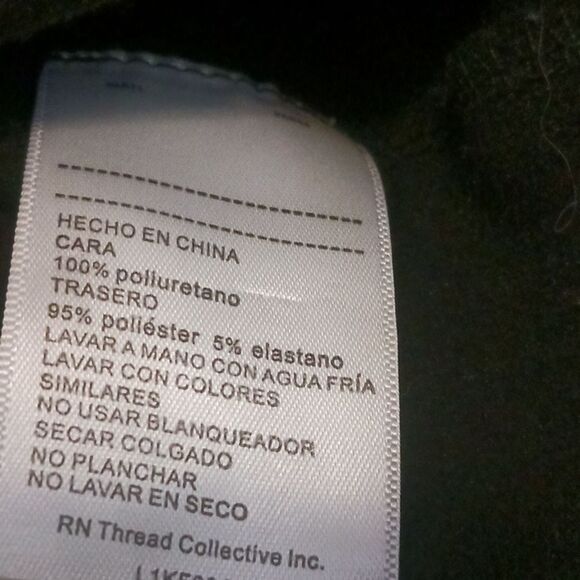 HECHO EN CHINA
CARA
100% poliuretano
TRASERO
95% poliéster 5% elastano
LAVAR A MANO CON AGUA FRÍA
LAVAR CON COLORES
SIMILARES
NO USAR BLANQUEADOR
SECAR COLGADO
NO PLANCHAR
NO LAVAR EN SECO
RN Thread Collective Inc.